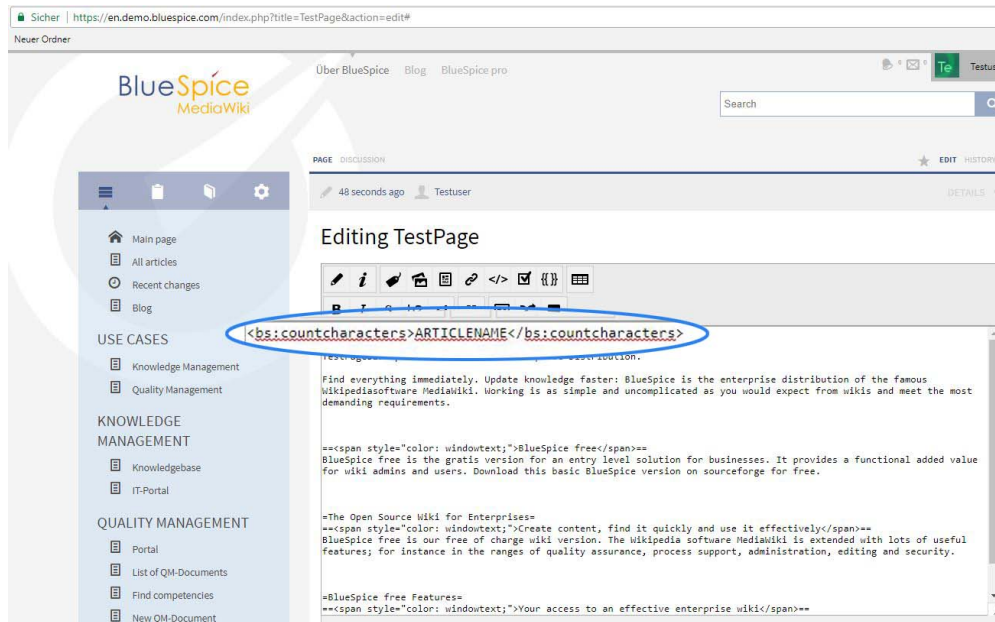 Sicher | https://en.demo.bluespice.com/index.php?title=TestPage&action=edit#
Neuer Ordner
BlueSpice
MediaWiki
Über BlueSpice Blog BlueSpice pro
Te Testus
Search
PAGE DISCUSSION
EDIT HISTORY
48 seconds ago Testuser
DETAILS
Editing TestPage
Main page
All articles
Recent changes
Blog
USE CASES
Knowledge Management
Quality Management
KNOWLEDGE
MANAGEMENT
Knowledgebase
IT-Portal
QUALITY MANAGEMENT
Portal
List of QM-Documents
Find competencies
New QM-Document
<bs:countcharacters>ARTICLENAME</bs:countcharacters>
Find everything immediately. Update knowledge faster: BlueSpice is the enterprise distribution of the famous
Wikipediasoftware MediaWiki. Working is as simple and uncomplicated as you would expect from wikis and meet the most
demanding requirements.
==<span style="color: windowtext;">BlueSpice free</span>==
BlueSpice free is the gratis version for an entry level solution for businesses. It provides a functional added value
for wiki admins and users. Download this basic BlueSpice version on sourceforge for free.
=The Open Source Wiki for Enterprises=
==<span style="color: windowtext;">Create content, find it quickly and use it effectively</span>==
BlueSpice free is our free of charge wiki version. The Wikipedia software MediaWiki is extended with lots of useful
features; for instance in the ranges of quality assurance, process support, administration, editing and security.
=BlueSpice free Features=
==<span style="color: windowtext;">Your access to an effective enterprise wiki</span>==